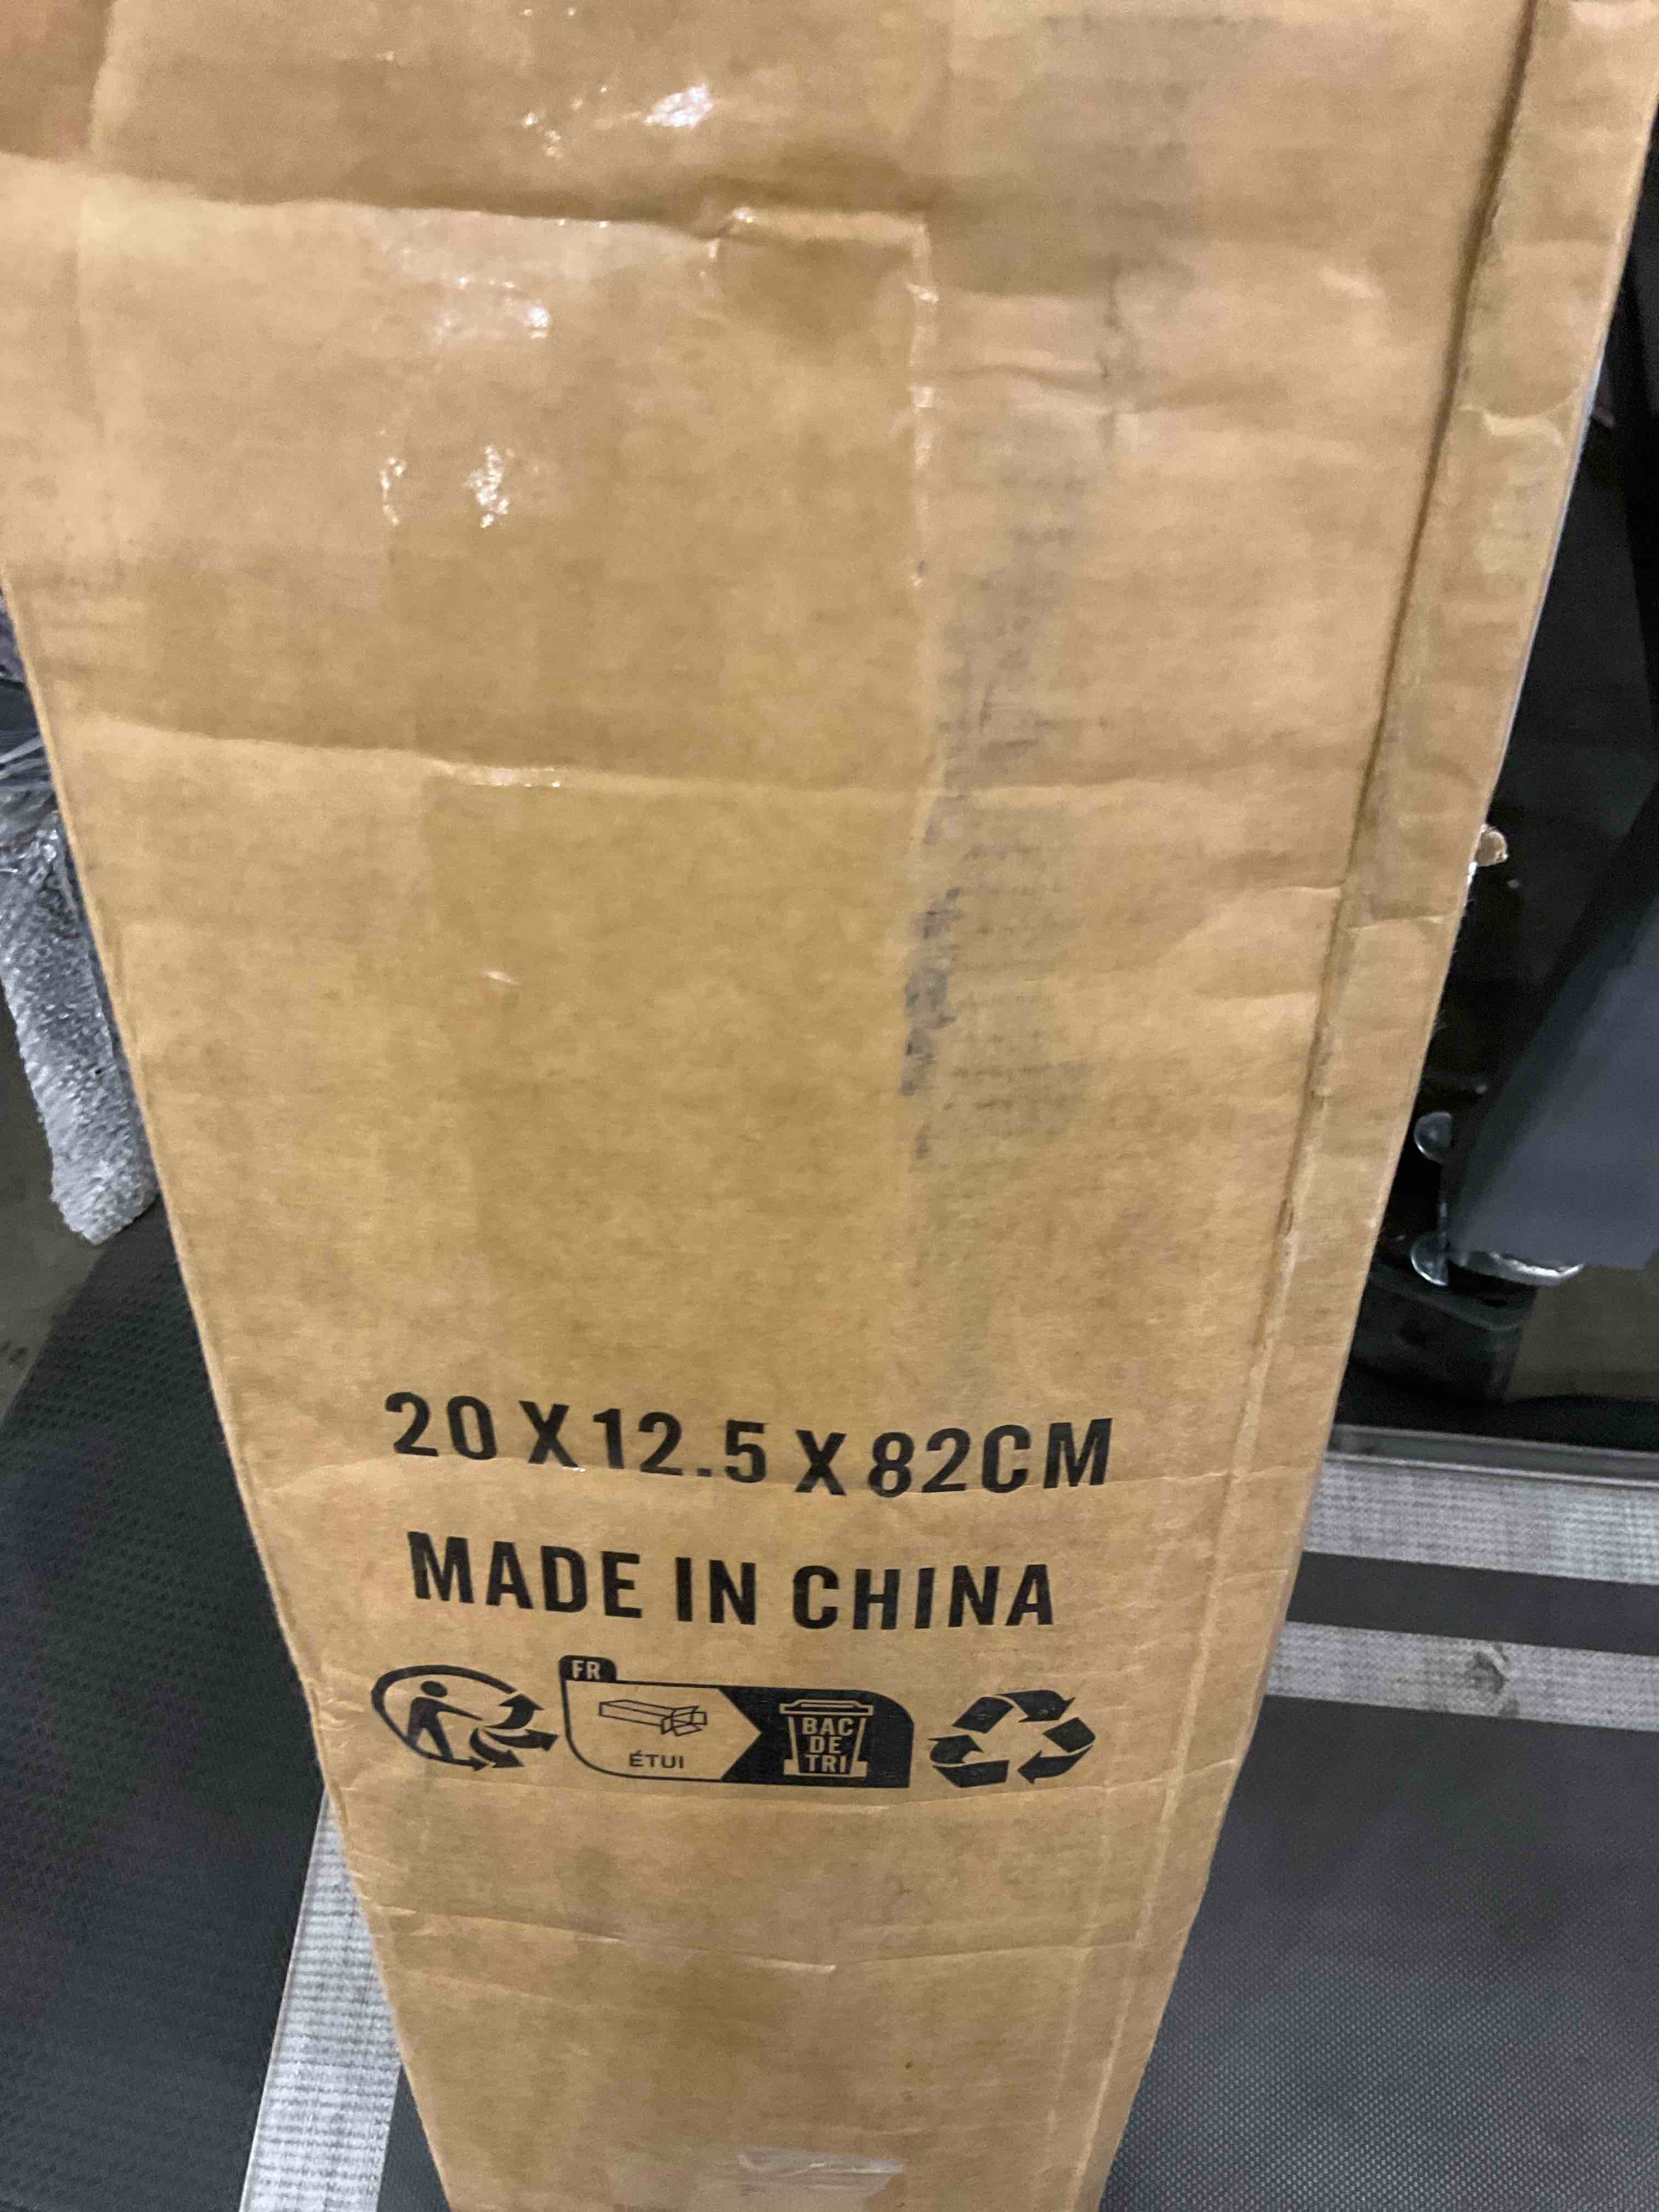 20 X 12.5 X 82CM
MADE IN CHINA
FR
ÉTUI
BAC
DE
TRI